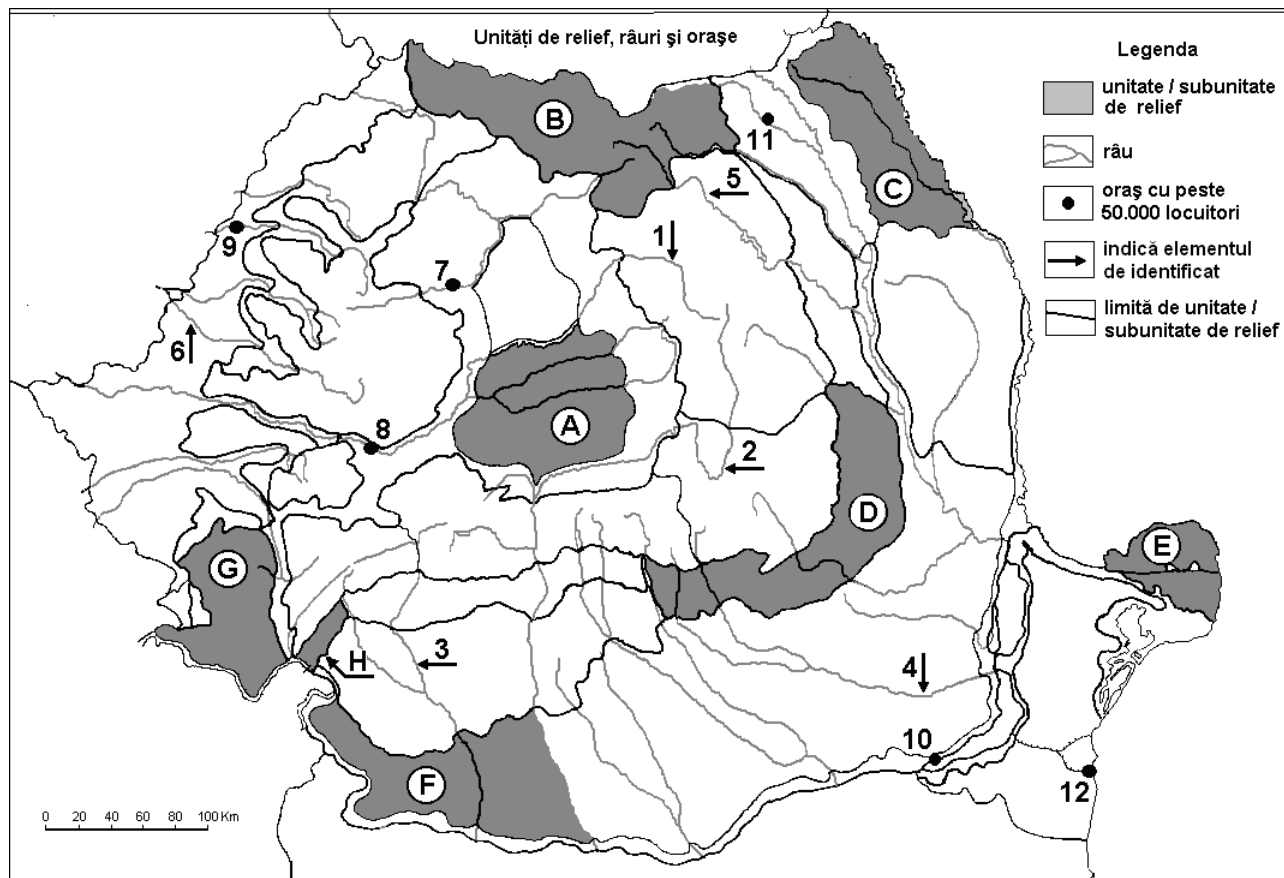 Unități de relief, râuri și orașe
Legenda
unitate / subunitate
de relief
râu
oraş cu peste
50.000 locuitori
indică elementul
de identificat
limită de unitate /
subunitate de relief
B
11
C
5
1
9
7
6
A
8
2
D
E
G
H
3
4
10
F
12
0 20 40 60 80 100 Km